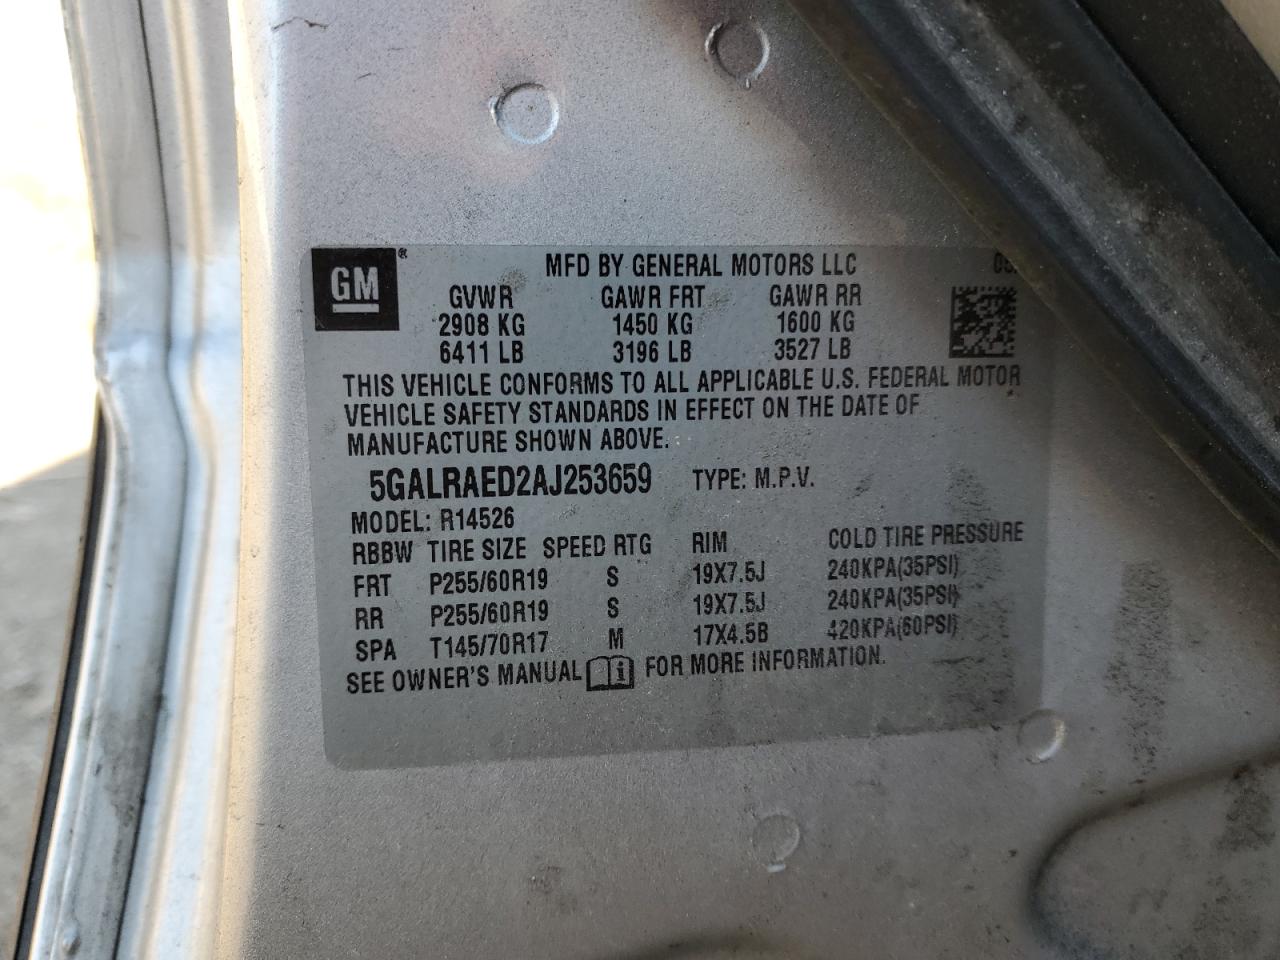 GM®
MFD BY GENERAL MOTORS LLC
GVWR GAWR FRT GAWR RR
2908 KG 1450 KG 1600 KG
6411 LB 3196 LB 3527 LB
THIS VEHICLE CONFORMS TO ALL APPLICABLE U.S. FEDERAL MOTOR
VEHICLE SAFETY STANDARDS IN EFFECT ON THE DATE OF
MANUFACTURE SHOWN ABOVE.
5GALRAED2AJ253659 TYPE: M.P.V.
MODEL: R14526
RBBW TIRE SIZE SPEED RTG RIM COLD TIRE PRESSURE
FRT P255/60R19 S 19X7.5J 240KPA(35PSI)
RR P255/60R19 S 19X7.5J 240KPA(35PSI)
SPA T145/70R17 M 17X4.5B 420KPA(60PSI)
SEE OWNER'S MANUAL i FOR MORE INFORMATION.